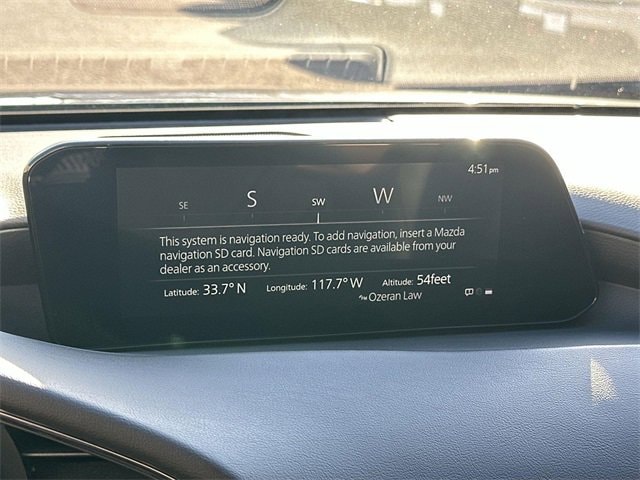 4:51pm
SE S SW W NW
This system is navigation ready. To add navigation, insert a Mazda
navigation SD card. Navigation SD cards are available from your
dealer as an accessory.
Latitude: 33.7° N Longitude: 117.7° W Altitude: 54feet
Ozeran Law